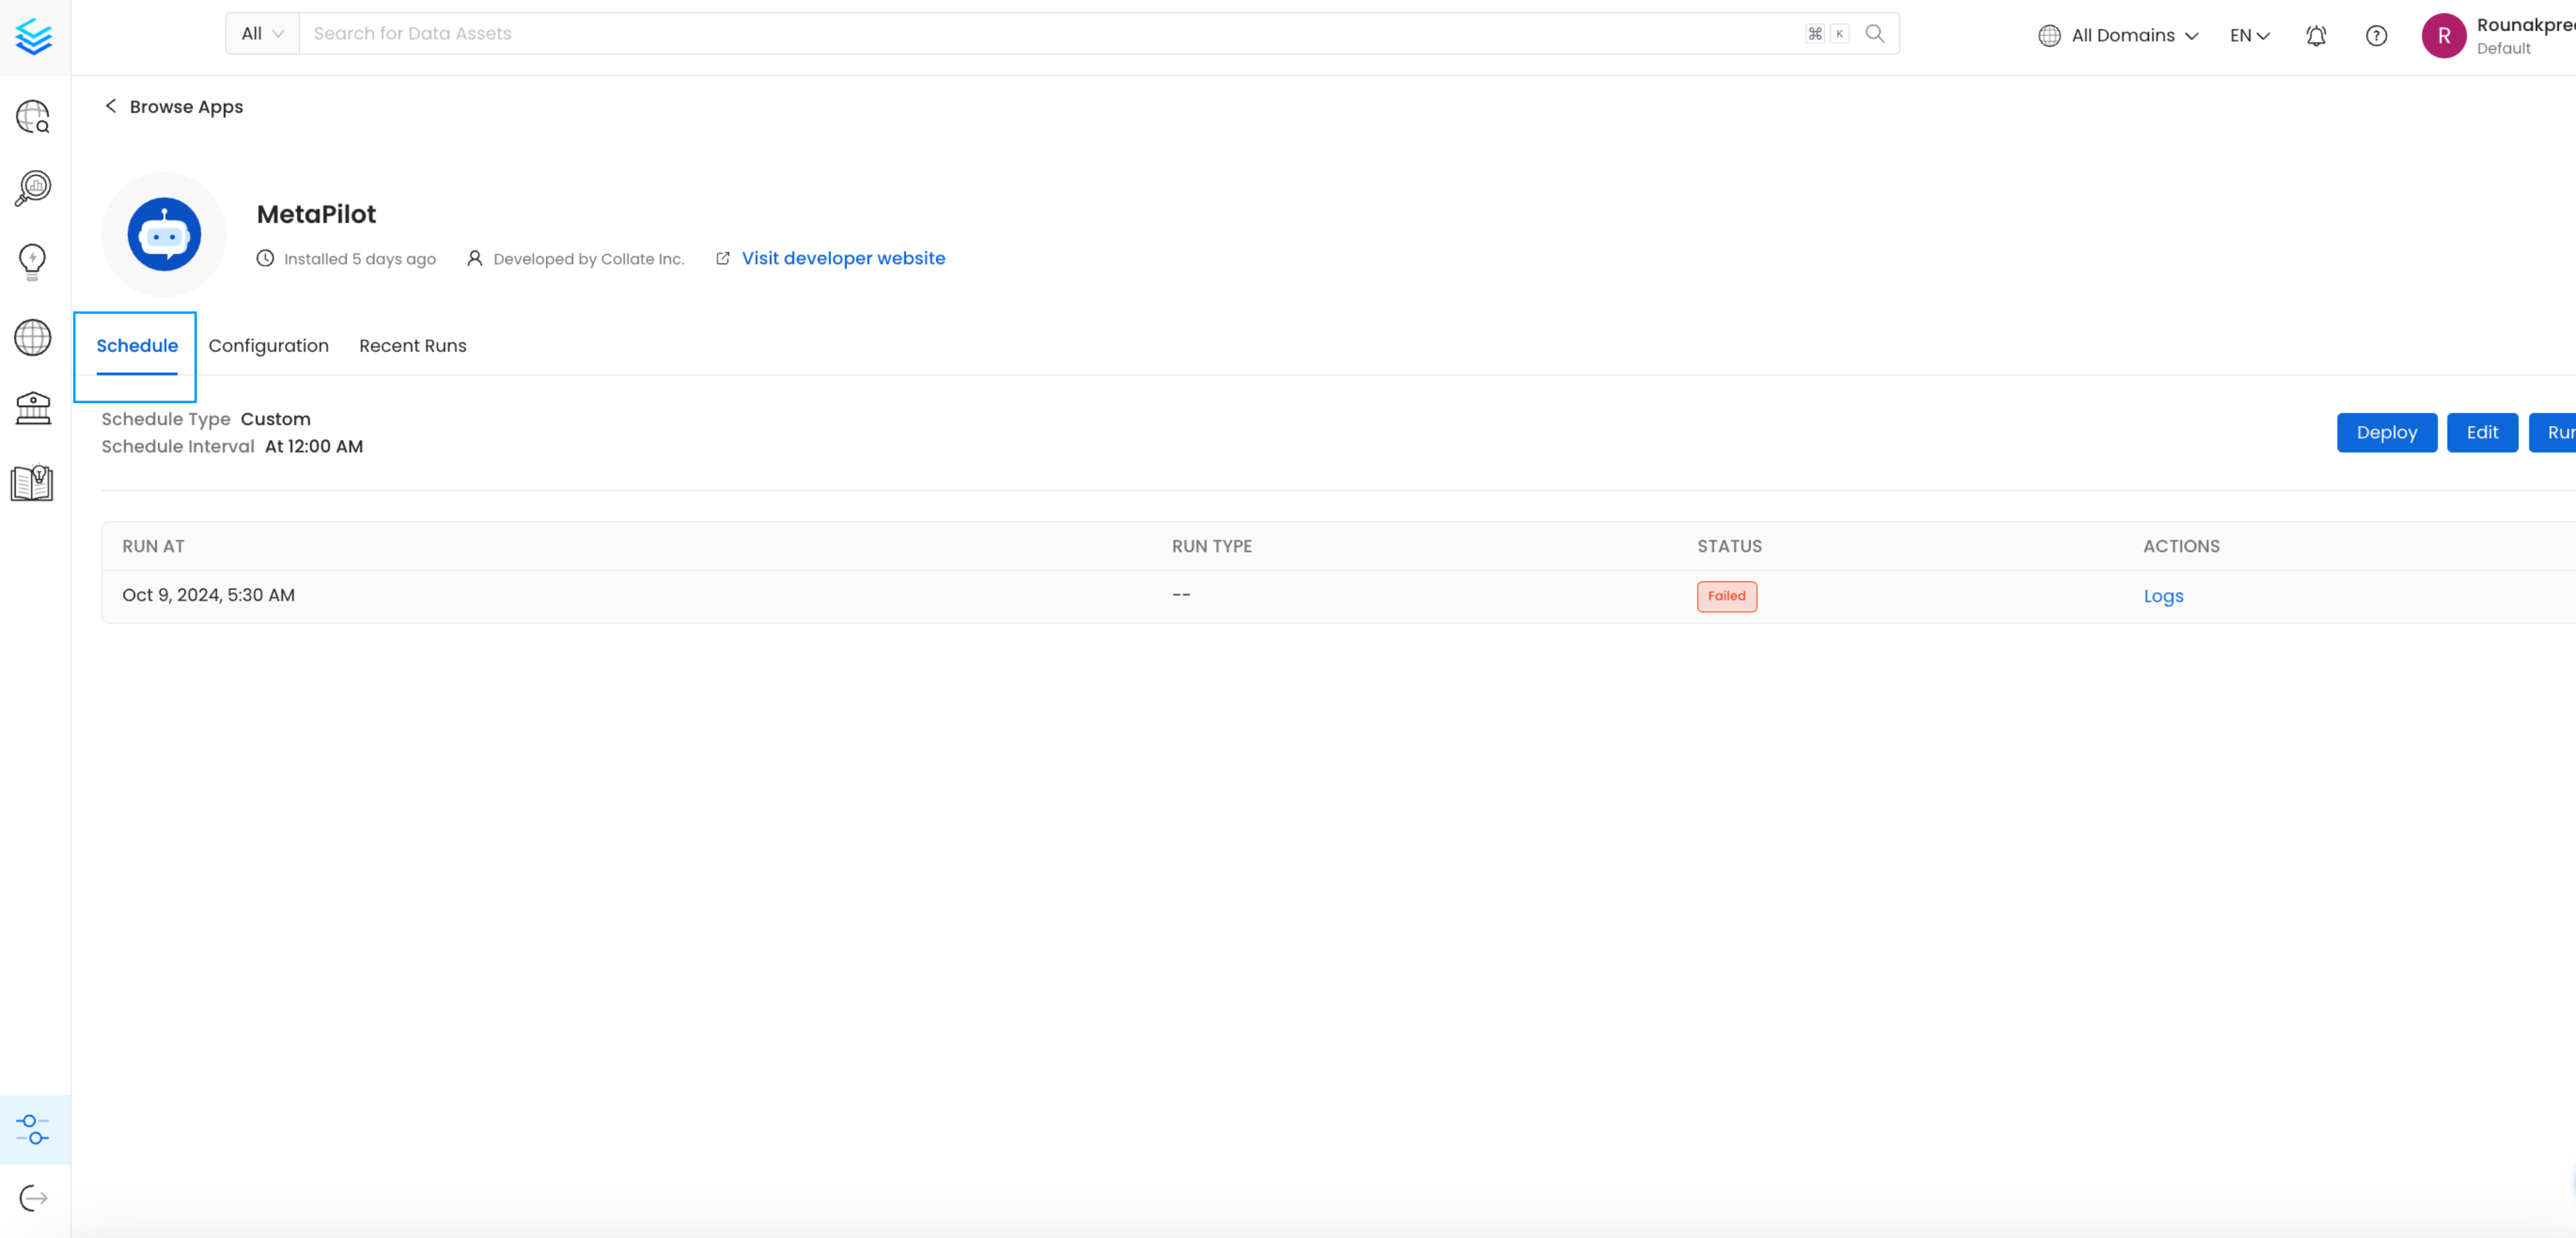 All Search for Data Assets ⌘ K All Domains EN R
Default
Browse Apps
MetaPilot
Installed 5 days ago Developed by Collate Inc. Visit developer website
Schedule Configuration Recent Runs
Schedule Type Custom
Schedule Interval At 12:00 AM
Deploy Edit
RUN AT RUN TYPE STATUS ACTIONS
Oct 9, 2024, 5:30 AM -- Failed Logs